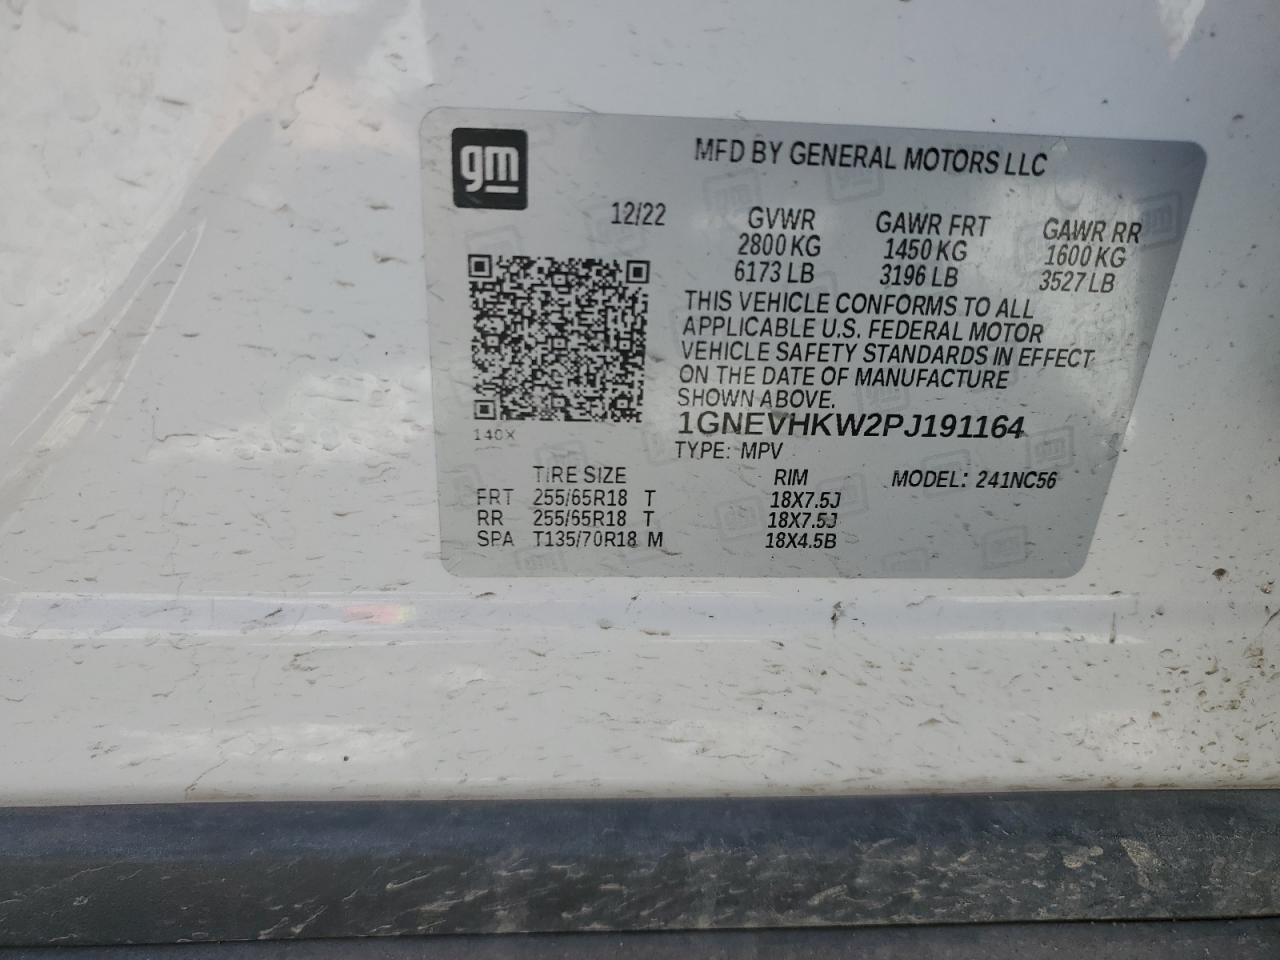 gm
MFD BY GENERAL MOTORS LLC
12/22 GVWR GAWR FRT GAWR RR
2800 KG 1450 KG 1600 KG
6173 LB 3196 LB 3527 LB
THIS VEHICLE CONFORMS TO ALL
APPLICABLE U.S. FEDERAL MOTOR
VEHICLE SAFETY STANDARDS IN EFFECT
ON THE DATE OF MANUFACTURE
SHOWN ABOVE.
1GNEVHKW2PJ191164
140X
TYPE: MPV
TIRE SIZE RIM MODEL: 241NC56
FRT 255/65R18 T 18X7.5J
RR 255/65R18 T 18X7.5J
SPA T135/70R18 M 18X4.5B